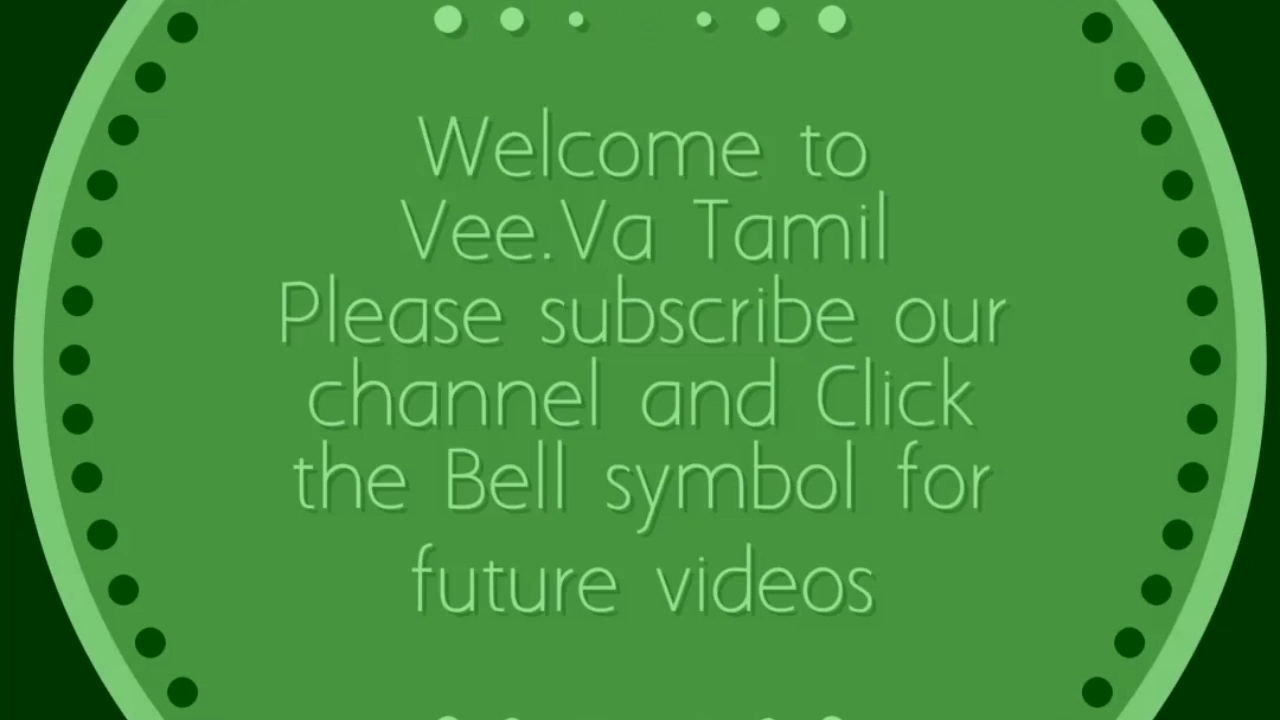 Welcome to
Vee.Va Tamil
Please subscribe our
channel and Click
the Bell symbol for
future videos